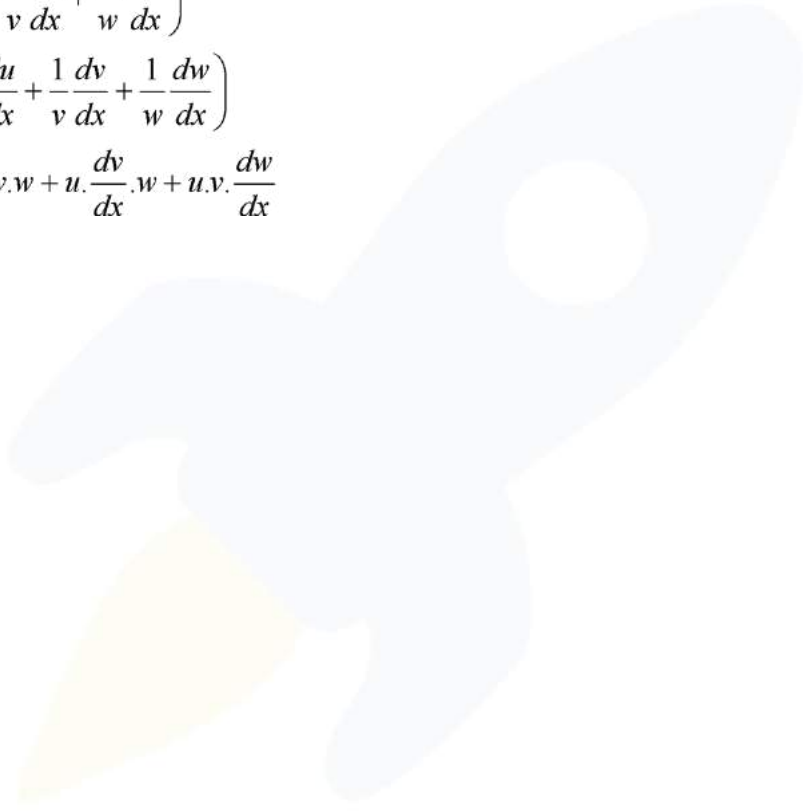 v dx + w dx )
u/x + 1/v dv/dx + 1/w dw/dx )
.w + u.dv/dx.w + u.v.dw/dx